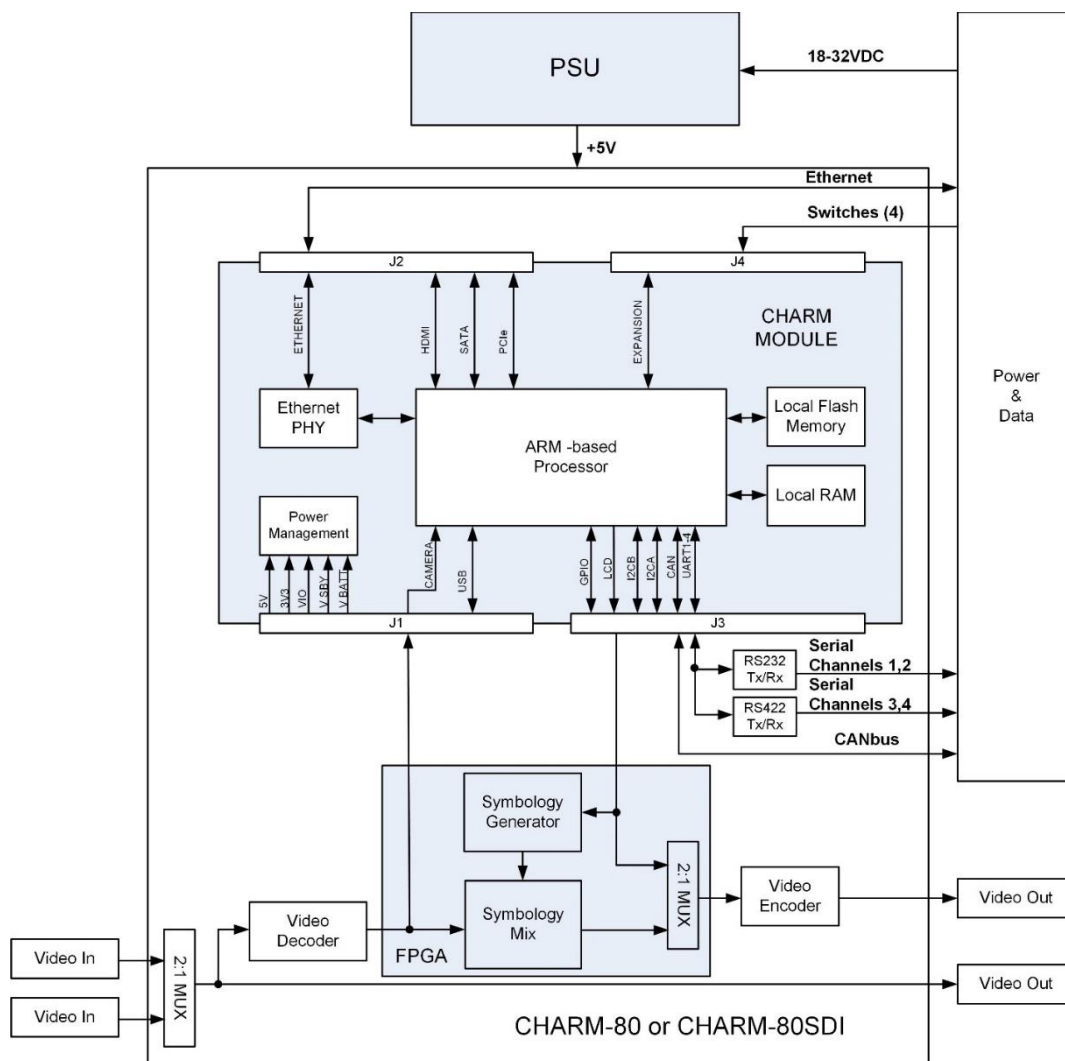 PSU
18-32VDC
+5V
Ethernet
Switches (4)
J2
J4
CHARM
MODULE
ETHERNET
HDMI
SATA
PCIe
EXPANSION
Ethernet
PHY
ARM -based
Processor
Local Flash
Memory
Local RAM
Power
&
Data
Power
Management
5V
3V3
VIO
V SBY
V BATT
CAMERA
USB
GPIO
LCD
I2CB
I2CA
CAN
UART1-4
J1
J3
RS232
Tx/Rx
Serial
Channels 1,2
RS422
Tx/Rx
Serial
Channels 3,4
CANbus
Symbology
Generator
Symbology
Mix
2:1 MUX
FPGA
Video
Decoder
Video
Encoder
Video Out
Video In
2:1 MUX
Video In
Video Out
CHARM-80 or CHARM-80SDI